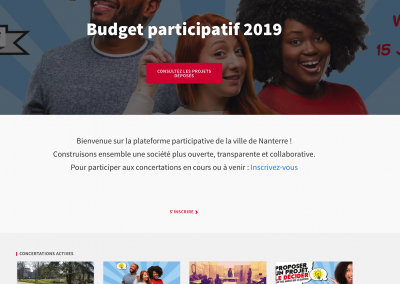 Budget participatif 2019
15 J
CONSULTEZ LES PROJETS
DÉPOSÉS
Bienvenue sur la plateforme participative de la ville de Nanterre !
Construisons ensemble une société plus ouverte, transparente et collaborative.
Pour participer aux concertations en cours ou à venir : Inscrivez-vous
S'INSCRIRE
CONCERTATIONS ACTIVES
PROPOSER
UN PROJET
LE DÉCIDER